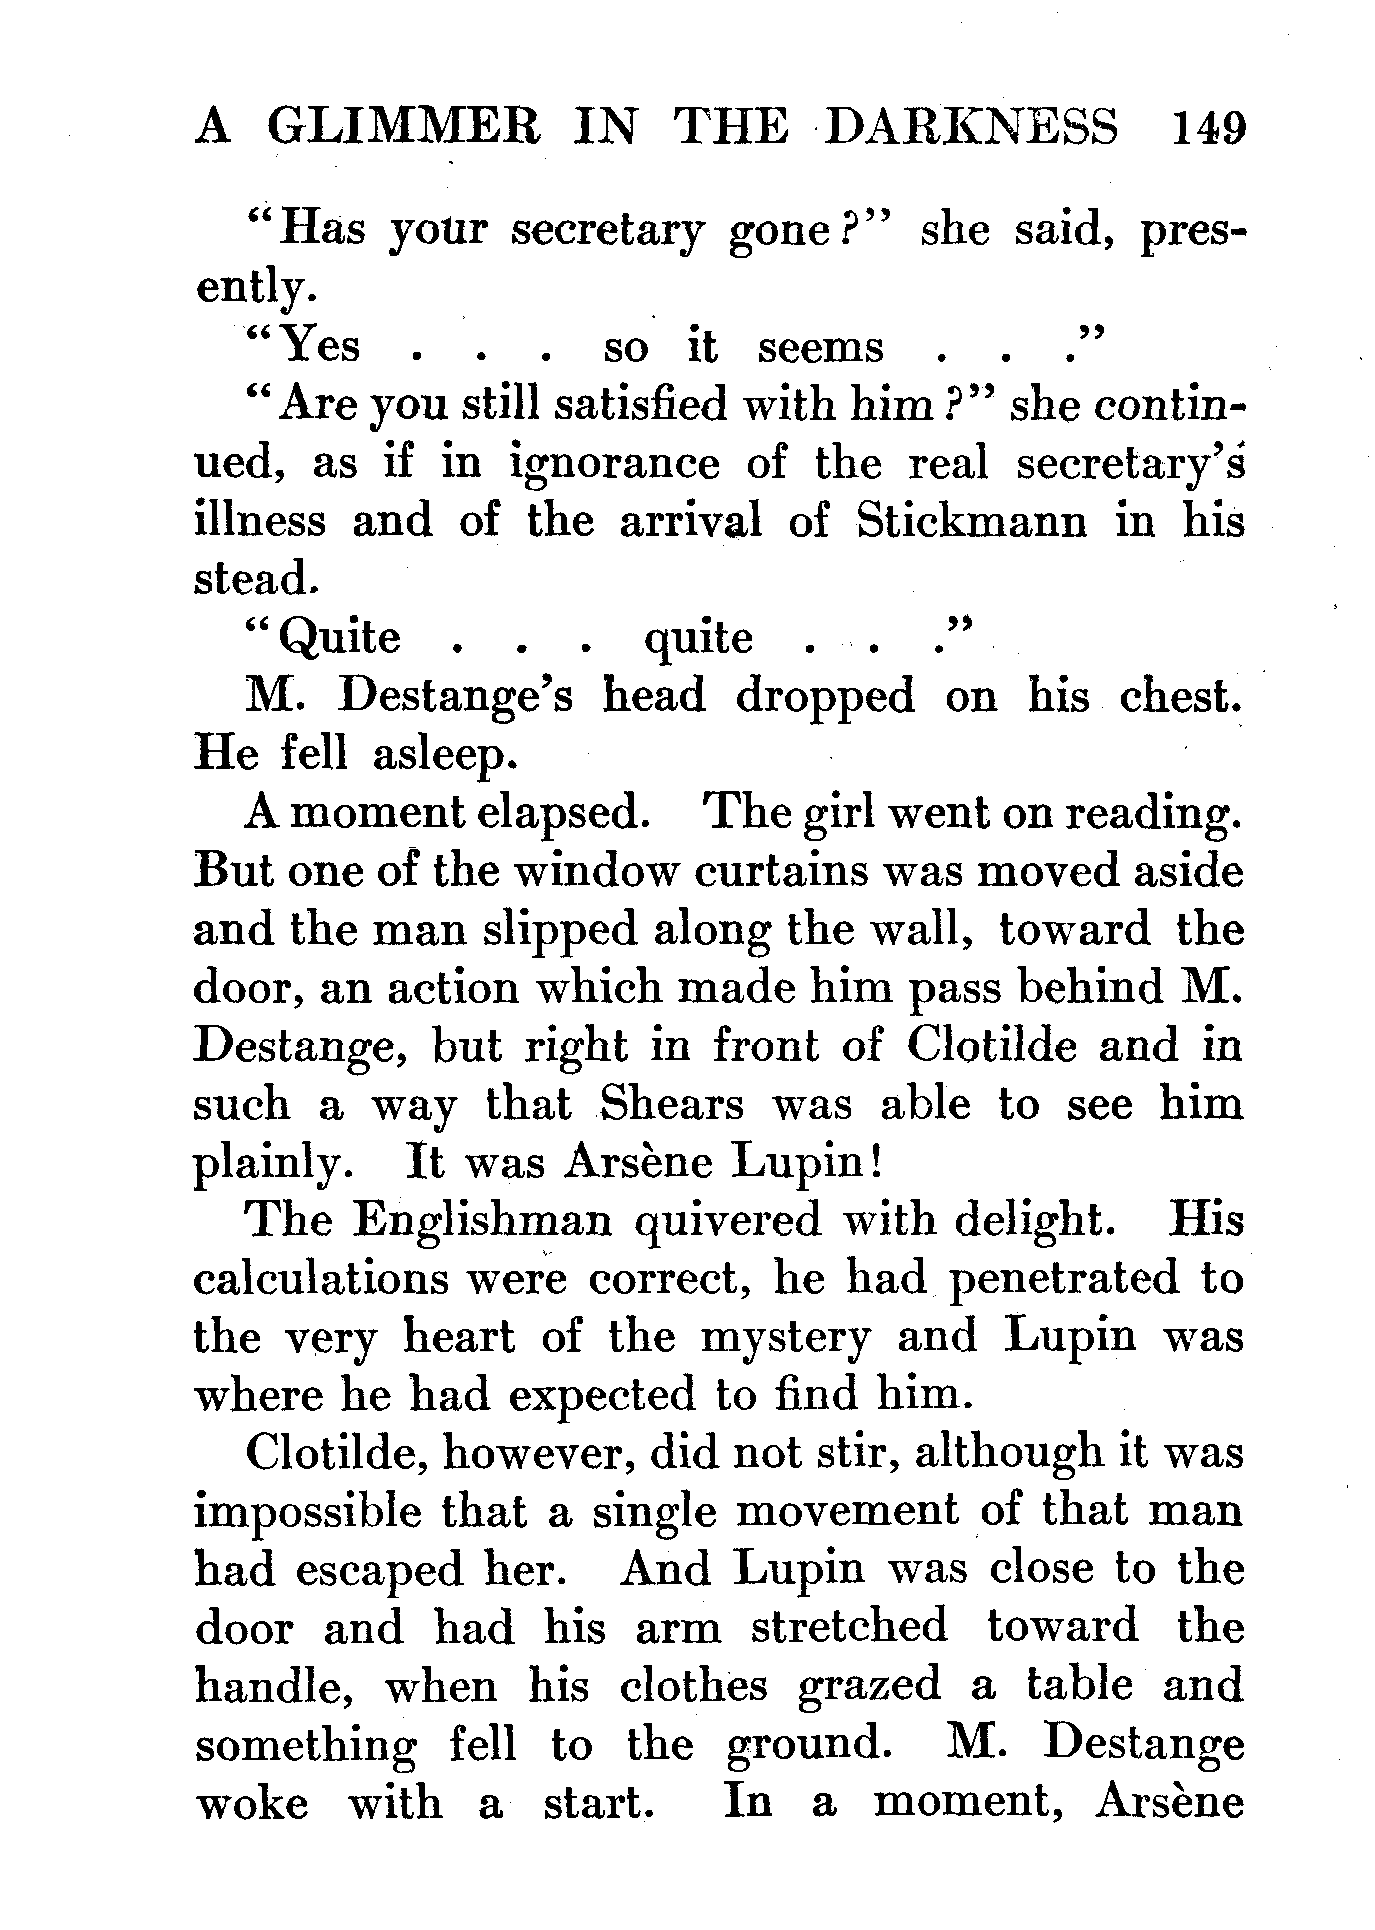 A GLIMMER IN THE DARKNESS 149
"Has your secretary gone?" she said, pres-
ently.
"Yes . . . so it seems . . ."
"Are you still satisfied with him?" she contin-
ued, as if in ignorance of the real secretary's
illness and of the arrival of Stickmann in his
stead.
"Quite . . . quite . . ."
M. Destange's head dropped on his chest.
He fell asleep.
A moment elapsed. The girl went on reading.
But one of the window curtains was moved aside
and the man slipped along the wall, toward the
door, an action which made him pass behind M.
Destange, but right in front of Clotilde and in
such a way that Shears was able to see him
plainly. It was Arsène Lupin!
The Englishman quivered with delight. His
calculations were correct, he had penetrated to
the very heart of the mystery and Lupin was
where he had expected to find him.
Clotilde, however, did not stir, although it was
impossible that a single movement of that man
had escaped her. And Lupin was close to the
door and had his arm stretched toward the
handle, when his clothes grazed a table and
something fell to the ground. M. Destange
woke with a start. In a moment, Arsène